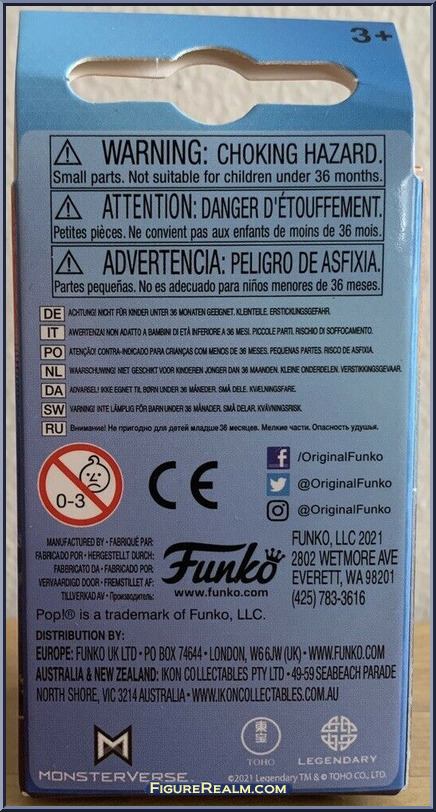 3+
WARNING: CHOKING HAZARD.
Small parts. Not suitable for children under 36 months.
ATTENTION: DANGER D'ÉTOUFFEMENT.
Petites pièces. Ne convient pas aux enfants de moins de 36 mois.
ADVERTENCIA: PELIGRO DE ASFIXIA.
Partes pequeñas. No es adecuado para niños menores de 36 meses.
DE ACHTUNG! NICHT FÜR KINDER UNTER 36 MONATEN GEEIGNET. KLEINTEILE. ERSTICKUNGSGEFAHR.
IT AVVERTENZA! NON ADATTO A BAMBINI DI ETÀ INFERIORE A 36 MESI. PICCOLE PARTI. RISCHIO DI SOFFOCAMENTO.
PO ATENÇÃO! CONTRA-INDICADO PARA CRIANÇAS COM MENOS DE 36 MESES. PEQUENAS PARTES. RISCO DE ASFIXIA.
NL WAARSCHUWING! NIET GESCHIKT VOOR KINDEREN JONGER DAN 36 MAANDEN. KLEINE ONDERDELEN. VERSTIKKINGSGEVAAR.
DA ADVARSEL! IKKE EGNET TIL BØRN UNDER 36 MÅNEDER. SMÅ DELE. KVÆLNINGSFARE.
SW VARNING! INTE LÄMPLIG FÖR BARN UNDER 36 MÅNADER. SMÅ DELAR. KVÄVNINGSRISK.
RU Внимание! Не пригодно для детей младше 36 месяцев. Мелкие части. Опасность удушья.
0-3
CE
/OriginalFunko
@OriginalFunko
@OriginalFunko
MANUFACTURED BY • FABRIQUÉ PAR:
FABRICADO POR • HERGESTELLT DURCH:
FABBRICATO DA • FABRICADO POR:
VERVAARDIGD DOOR • FREMSTILLET AF:
TILLVERKAD AV • Производитель:
Funko
www.funko.com
FUNKO, LLC 2021
2802 WETMORE AVE
EVERETT, WA 98201
(425) 783-3616
Pop!® is a trademark of Funko, LLC.
DISTRIBUTION BY:
EUROPE: FUNKO UK LTD • PO BOX 74644 • LONDON, W6 6JW (UK) • WWW.FUNKO.COM
AUSTRALIA & NEW ZEALAND: IKON COLLECTABLES PTY LTD • 49-59 SEABEACH PARADE
NORTH SHORE, VIC 3214 AUSTRALIA • WWW.IKONCOLLECTABLES.COM.AU
M
MONSTERVERSE™
東宝
TOHO
LEGENDARY
©2021 Legendary TM & © TOHO CO., LTD.
FIGUREREALM.COM